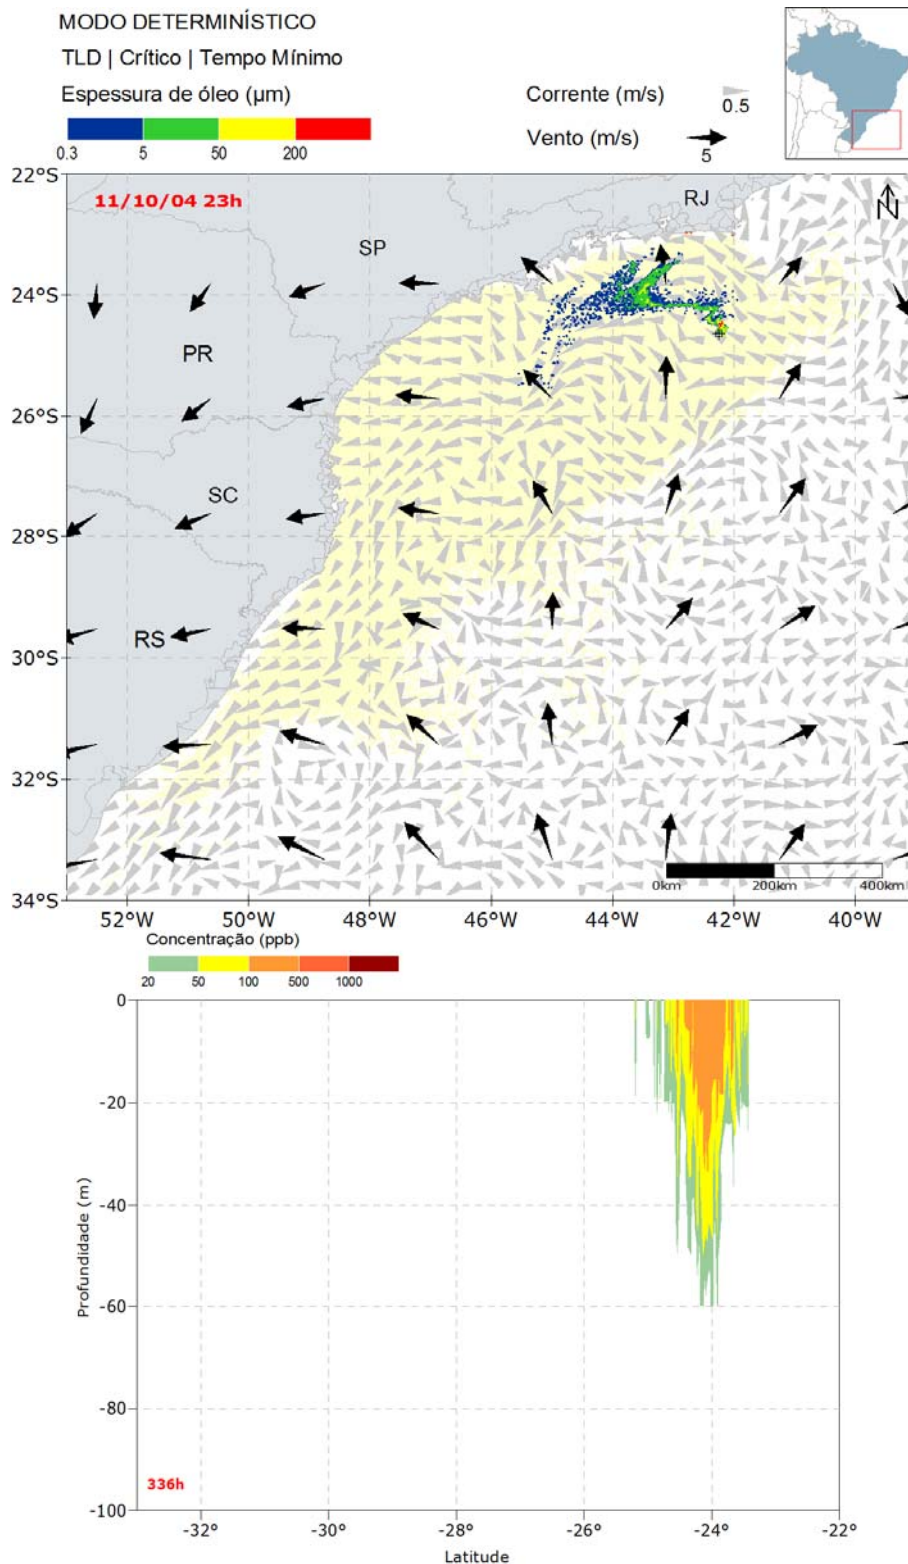 MODO DETERMINÍSTICO
TLD | Crítico | Tempo Mínimo
Espessura de óleo (µm)
0.3 5 50 200
Corrente (m/s) 0.5
Vento (m/s) 5
22°S
11/10/04 23h
RJ
N
SP
24°S
PR
26°S
SC
28°S
RS
30°S
32°S
0km 200km 400km
34°S
52°W 50°W 48°W 46°W 44°W 42°W 40°W
Concentração (ppb)
20 50 100 500 1000
0
-20
-40
Profundidade (m)
-60
-80
336h
-100
-32° -30° -28° -26° -24° -22°
Latitude